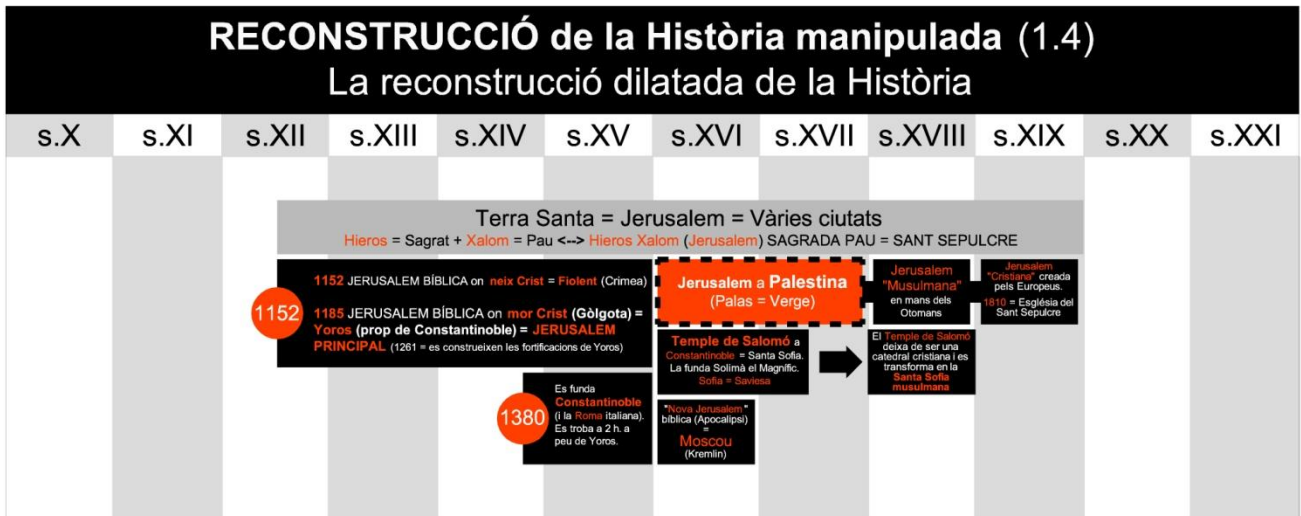 RECONSTRUCCIÓ de la Història manipulada (1.4)
La reconstrucció dilatada de la Història
s.X s.XI s.XII s.XIII s.XIV s.XV s.XVI s.XVII s.XVIII s.XIX s.XX s.XXI
Terra Santa = Jerusalem = Vàries ciutats
Hieros = Sagrat + Xalom = Pau <--> Hieros Xalom (Jerusalem) SAGRADA PAU = SANT SEPULCRE
1152
1152 JERUSALEM BÍBLICA on neix Crist = Fiolent (Crimea)
1185 JERUSALEM BÍBLICA on mor Crist (Gòlgota) =
Yoros (prop de Constantinoble) = JERUSALEM
PRINCIPAL (1261 = es construeixen les fortificacions de Yoros)
Jerusalem a Palestina
(Palas = Verge)
Jerusalem
"Musulmana"
en mans dels
Otomans
Jerusalem
"Cristiana" creada
pels Europeus.
1810 = Església del
Sant Sepulcre
Temple de Salomó a
Constantinoble = Santa Sofia.
La funda Solimà el Magnífic.
Sofia = Saviesa
El Temple de Salomó
deixa de ser una
catedral cristiana i es
transforma en la
Santa Sofia
musulmana
1380
Es funda
Constantinoble
(i la Roma italiana).
Es troba a 2 h. a
peu de Yoros.
"Nova Jerusalem"
bíblica (Apocalipsi)
=
Moscou
(Kremlin)